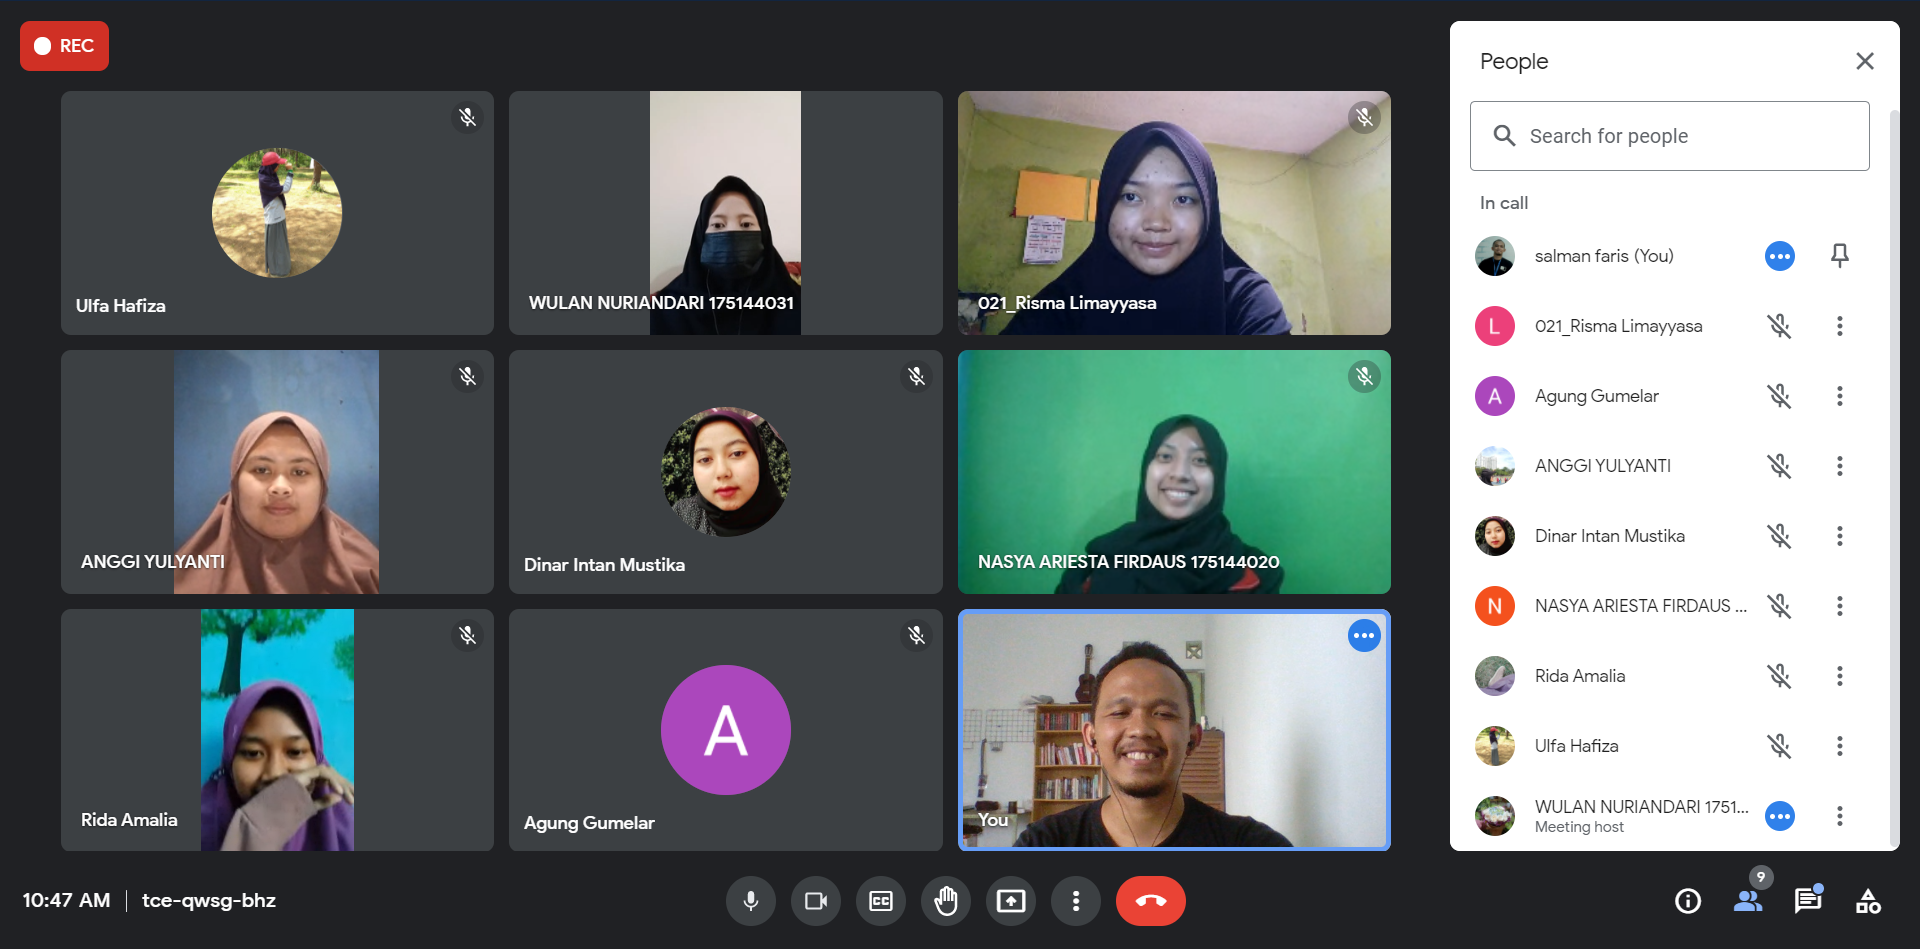 REC
Ulfa Hafiza
WULAN NURIANDARI 175144031
021_Risma Limayyasa
ANGGI YULYANTI
Dinar Intan Mustika
NASYA ARIESTA FIRDAUS 175144020
Rida Amalia
A
Agung Gumelar
You
10:47 AM
tce-qwsg-bhz
CC
People
Search for people
In call
salman faris (You)
L
021_Risma Limayyasa
A
Agung Gumelar
ANGGI YULYANTI
Dinar Intan Mustika
N
NASYA ARIESTA FIRDAUS ...
Rida Amalia
Ulfa Hafiza
WULAN NURIANDARI 1751...
Meeting host
9